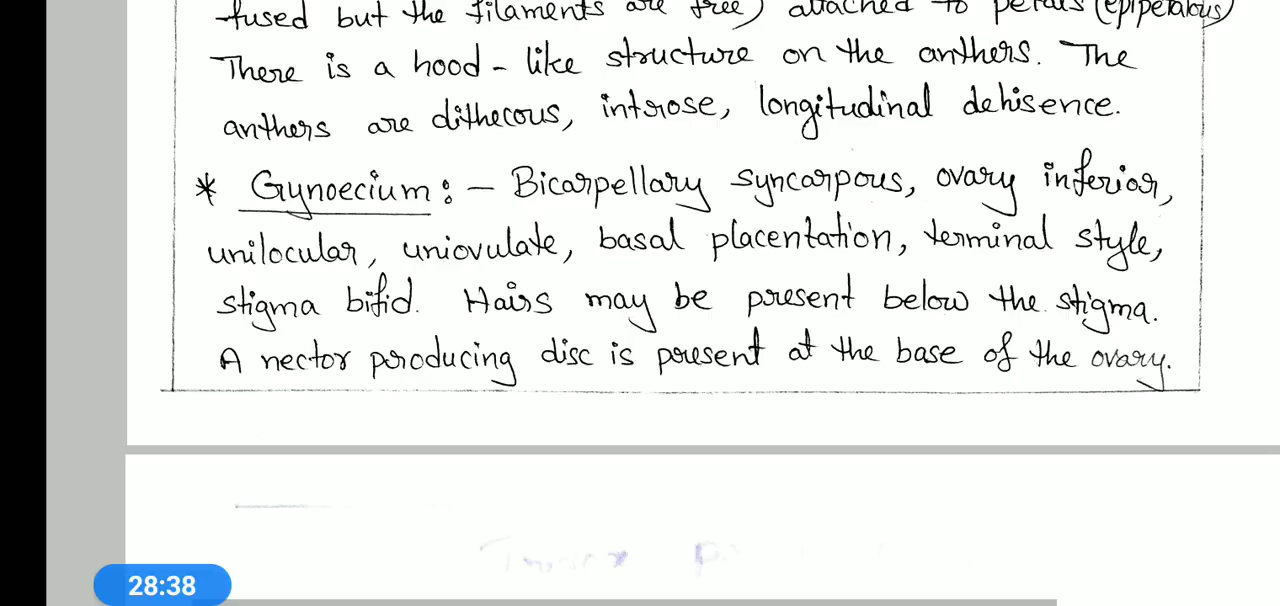 fused but the filaments are free) attached to petals (epipetalous)
There is a hood - like structure on the anthers. The
anthers are dithecous, introse, longitudinal dehisence.
* Gynoecium : - Bicarpellary syncarpous, ovary inferior,
unilocular, uniovulate, basal placentation, terminal style,
stigma bifid. Hairs may be present below the stigma.
A nector producing disc is present at the base of the ovary.
28:38